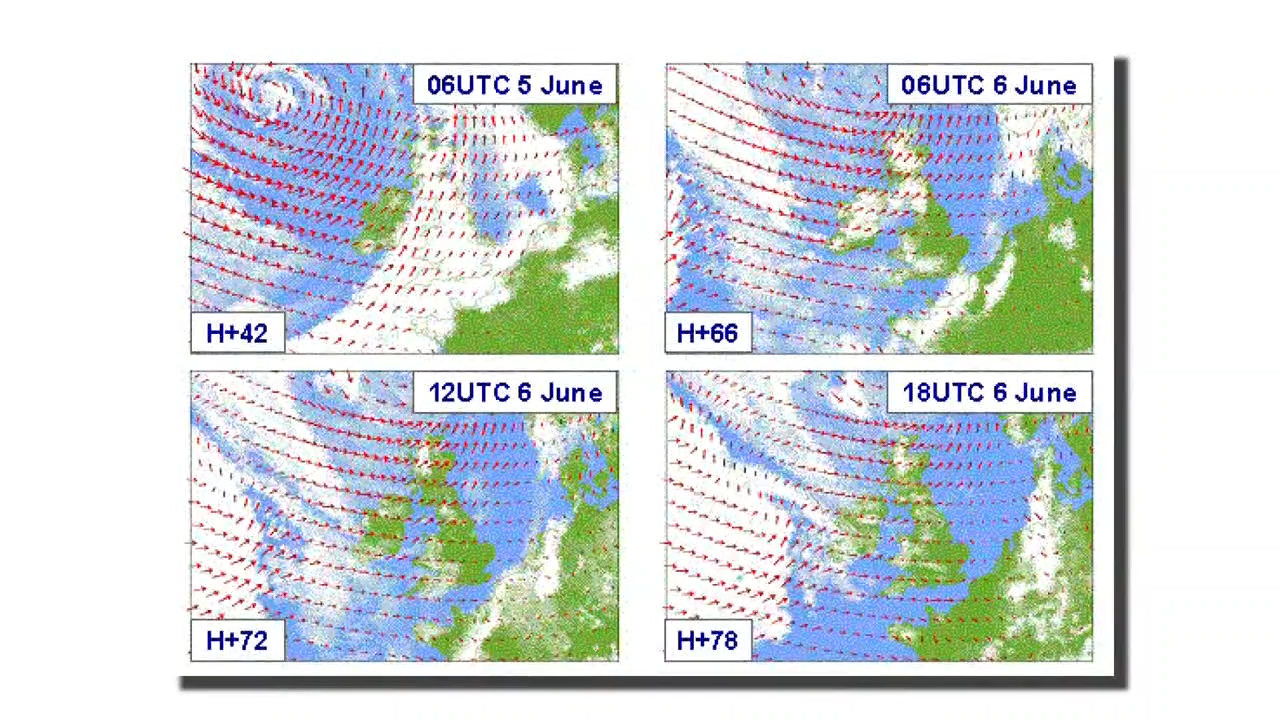 06UTC 5 June
H+42
06UTC 6 June
H+66
12UTC 6 June
H+72
18UTC 6 June
H+78